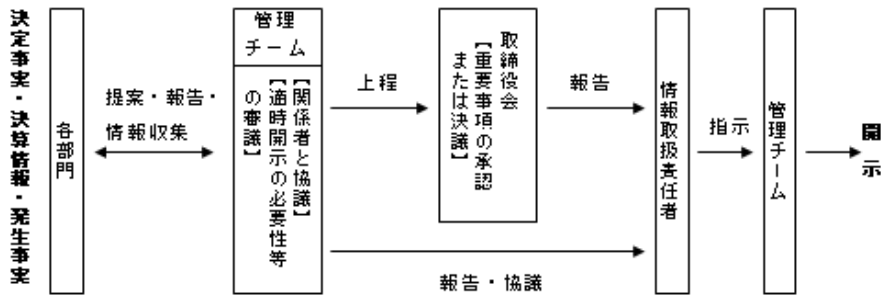 決定事実・決算情報・発生事実
各部門
提案・報告・
情報収集
管理
チーム
【関係者と協議】
【適時開示の必要性等
の審議】
上程
取締役会
【重要事項の承認
または決議】
報告
報告・協議
情報取扱責任者
指示
管理チーム
開示